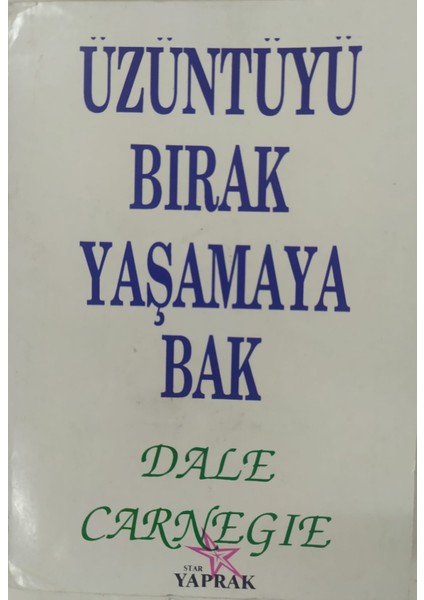 ÜZÜNTÜYÜ
BIRAK
YAŞAMAYA
BAK
DALE
CARNEGIE
STAR
YAPRAK